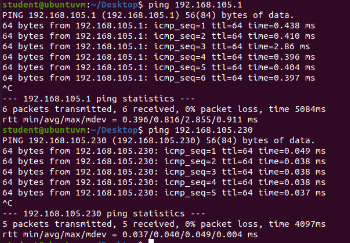 student@ubuntuvm:~/Desktop$ ping 192.168.105.1
PING 192.168.105.1 (192.168.105.1) 56(84) bytes of data.
64 bytes from 192.168.105.1: icmp_seq=1 ttl=64 time=0.438 ms
64 bytes from 192.168.105.1: icmp_seq=2 ttl=64 time=0.410 ms
64 bytes from 192.168.105.1: icmp_seq=3 ttl=64 time=2.86 ms
64 bytes from 192.168.105.1: icmp_seq=4 ttl=64 time=0.396 ms
64 bytes from 192.168.105.1: icmp_seq=5 ttl=64 time=0.404 ms
64 bytes from 192.168.105.1: icmp_seq=6 ttl=64 time=0.397 ms
^C
--- 192.168.105.1 ping statistics ---
6 packets transmitted, 6 received, 0% packet loss, time 5084ms
rtt min/avg/max/mdev = 0.396/0.816/2.855/0.911 ms
student@ubuntuvm:~/Desktop$ ping 192.168.105.230
PING 192.168.105.230 (192.168.105.230) 56(84) bytes of data.
64 bytes from 192.168.105.230: icmp_seq=1 ttl=64 time=0.049 ms
64 bytes from 192.168.105.230: icmp_seq=2 ttl=64 time=0.038 ms
64 bytes from 192.168.105.230: icmp_seq=3 ttl=64 time=0.038 ms
64 bytes from 192.168.105.230: icmp_seq=4 ttl=64 time=0.038 ms
64 bytes from 192.168.105.230: icmp_seq=5 ttl=64 time=0.037 ms
^C
--- 192.168.105.230 ping statistics ---
5 packets transmitted, 5 received, 0% packet loss, time 4097ms
rtt min/avg/max/mdev = 0.037/0.040/0.049/0.004 ms